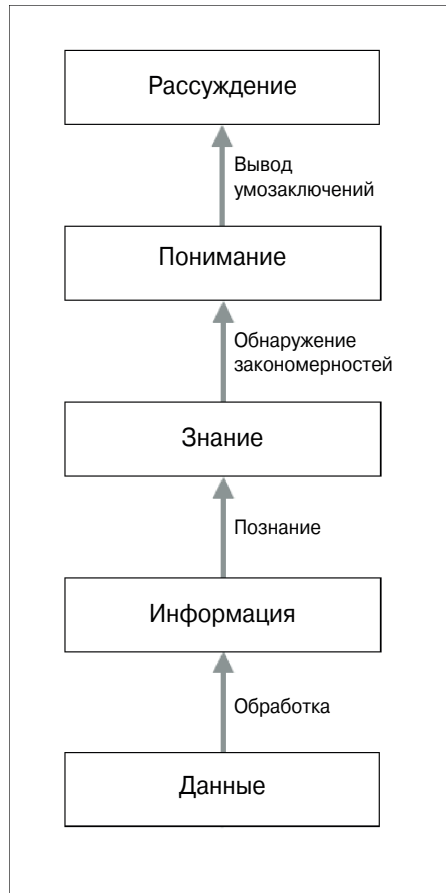 Рассуждение
Вывод
умозаключений
Понимание
Обнаружение
закономерностей
Знание
Познание
Информация
Обработка
Данные